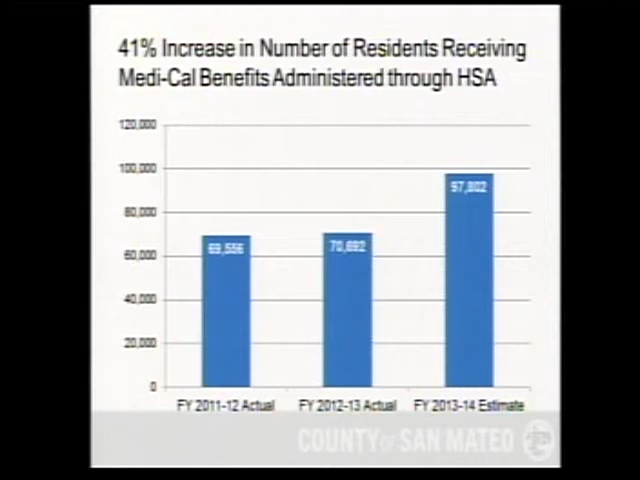 41% Increase in Number of Residents Receiving
Medi-Cal Benefits Administered through HSA
120,000
100,000
97,802
80,000
69,556
70,692
60,000
40,000
20,000
0
FY 2011-12 Actual
FY 2012-13 Actual
FY 2013-14 Estimate
COUNTY OF SAN MATEO